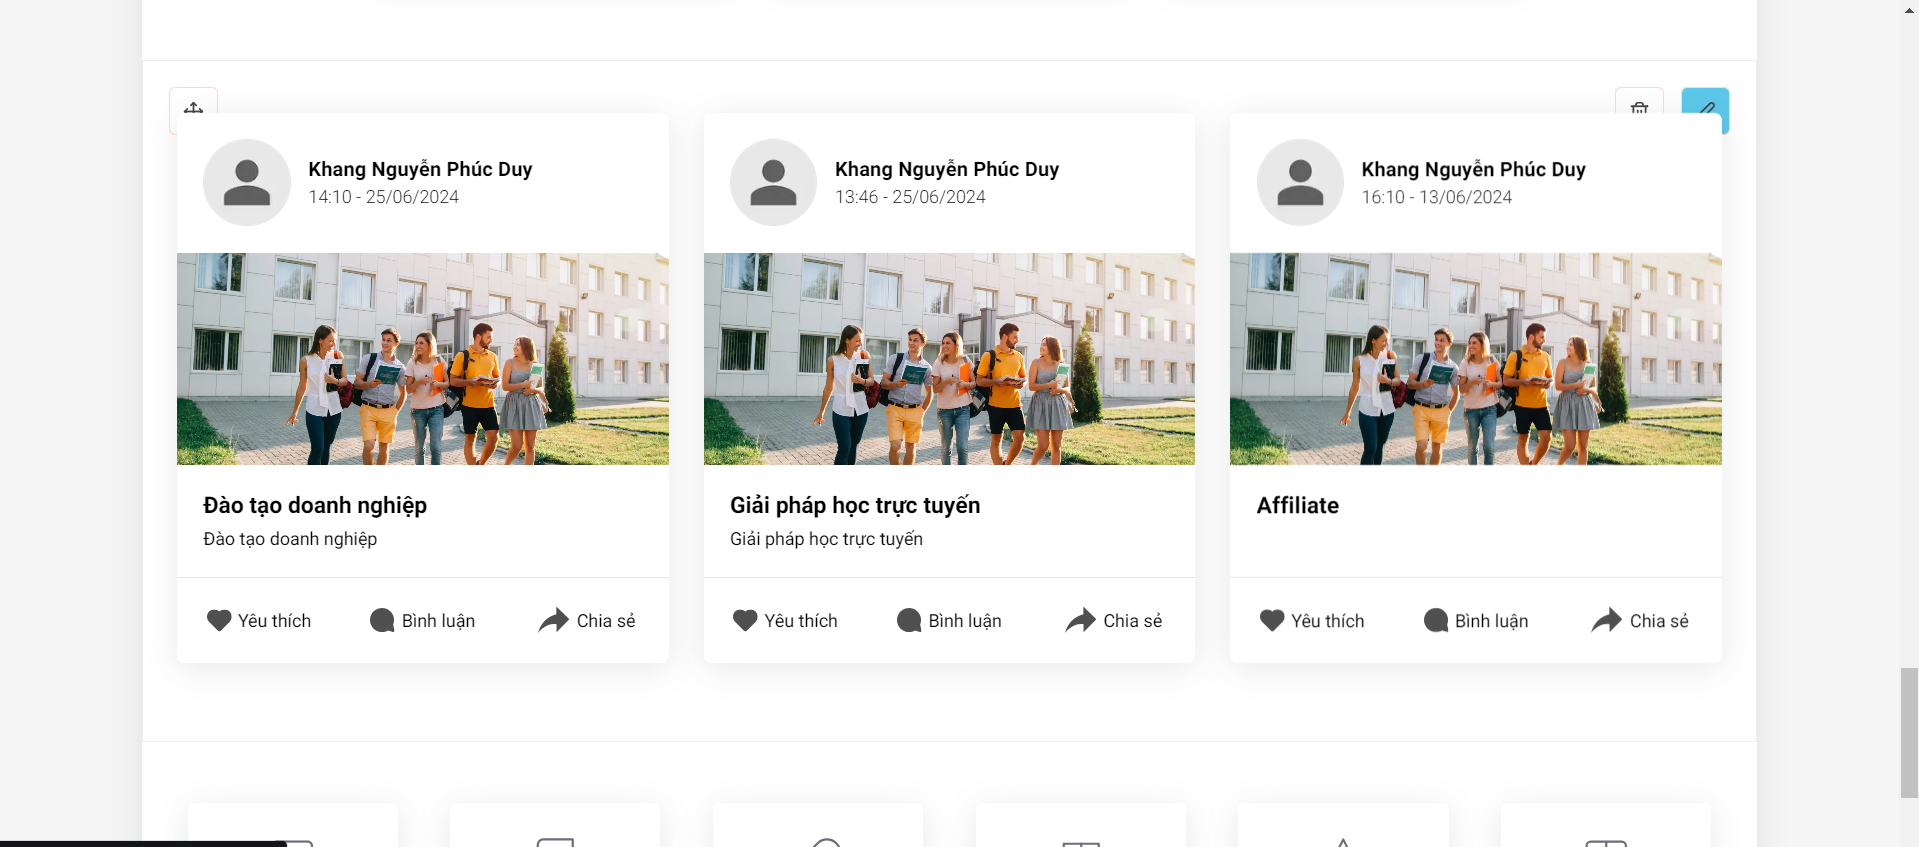 Khang Nguyễn Phúc Duy
14:10 - 25/06/2024
Đào tạo doanh nghiệp
Đào tạo doanh nghiệp
Yêu thích
Bình luận
Chia sẻ
Khang Nguyễn Phúc Duy
13:46 - 25/06/2024
Giải pháp học trực tuyến
Giải pháp học trực tuyến
Yêu thích
Bình luận
Chia sẻ
Khang Nguyễn Phúc Duy
16:10 - 13/06/2024
Affiliate
Yêu thích
Bình luận
Chia sẻ